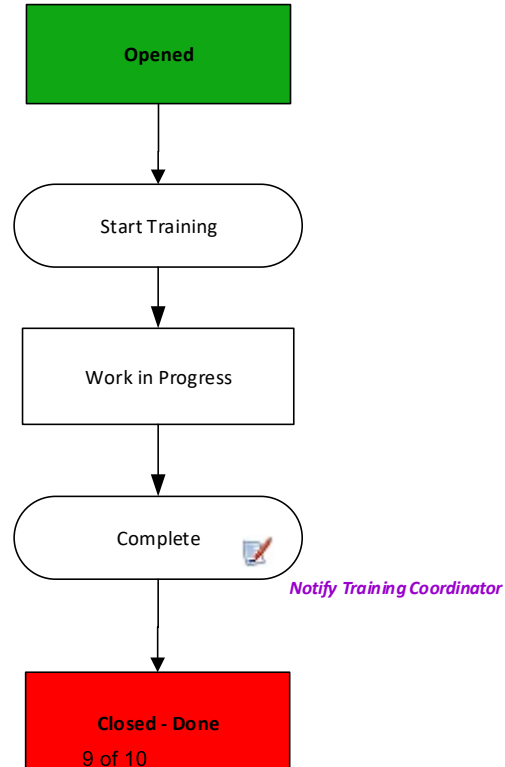 Opened
Start Training
Work in Progress
Complete
Notify Training Coordinator
Closed - Done
9 of 10